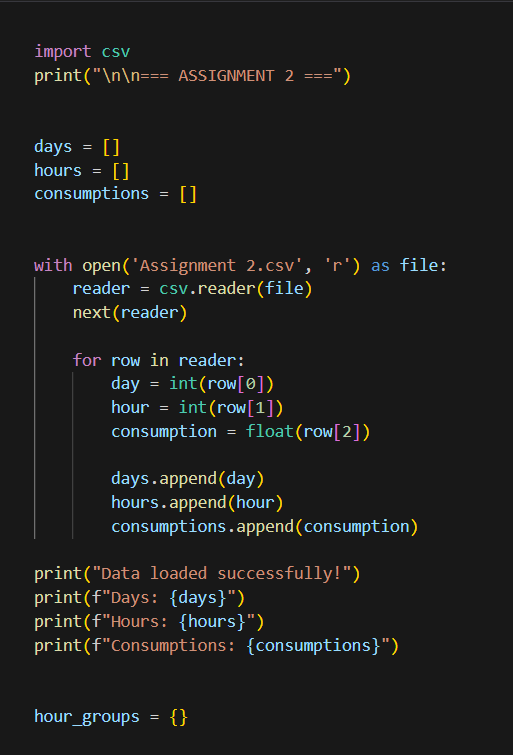 import csv
print("\n\n=== ASSIGNMENT 2 ===")
days = []
hours = []
consumptions = []
with open('Assignment 2.csv', 'r') as file:
    reader = csv.reader(file)
    next(reader)
    for row in reader:
        day = int(row[0])
        hour = int(row[1])
        consumption = float(row[2])
        days.append(day)
        hours.append(hour)
        consumptions.append(consumption)
print("Data loaded successfully!")
print(f"Days: {days}")
print(f"Hours: {hours}")
print(f"Consumptions: {consumptions}")
hour_groups = {}